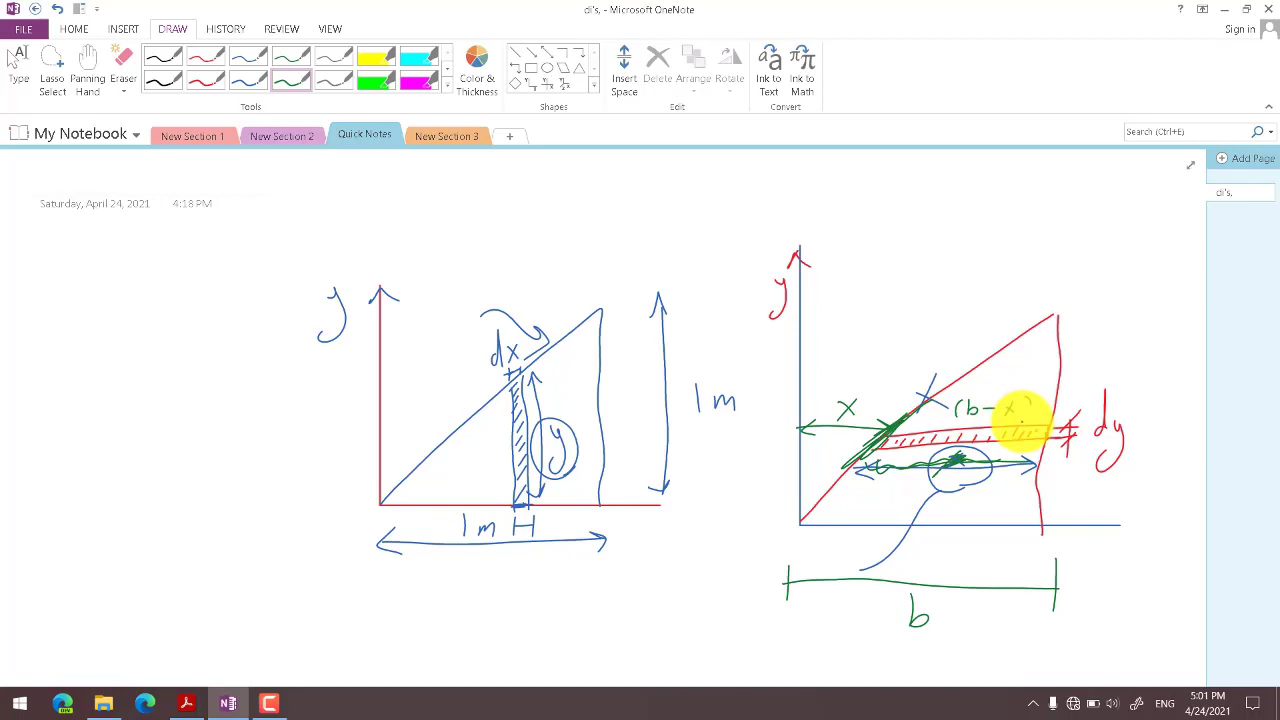 di's, - Microsoft OneNote
?
Sign in
FILE HOME INSERT DRAW HISTORY REVIEW VIEW
Type
Lasso Select
Panning Hand
Eraser
Color & Thickness
Insert Space
Delete
Arrange
Rotate
Ink to Text
Ink to Math
Tools
Shapes
Edit
Convert
My Notebook
New Section 1
New Section 2
Quick Notes
New Section 3
+
Search (Ctrl+E)
Add Page
di's,
Saturday, April 24, 2021 4:18 PM
y
dx
y
1 m
1 m
y
x
(b - x)
dy
b
ENG
5:01 PM
4/24/2021